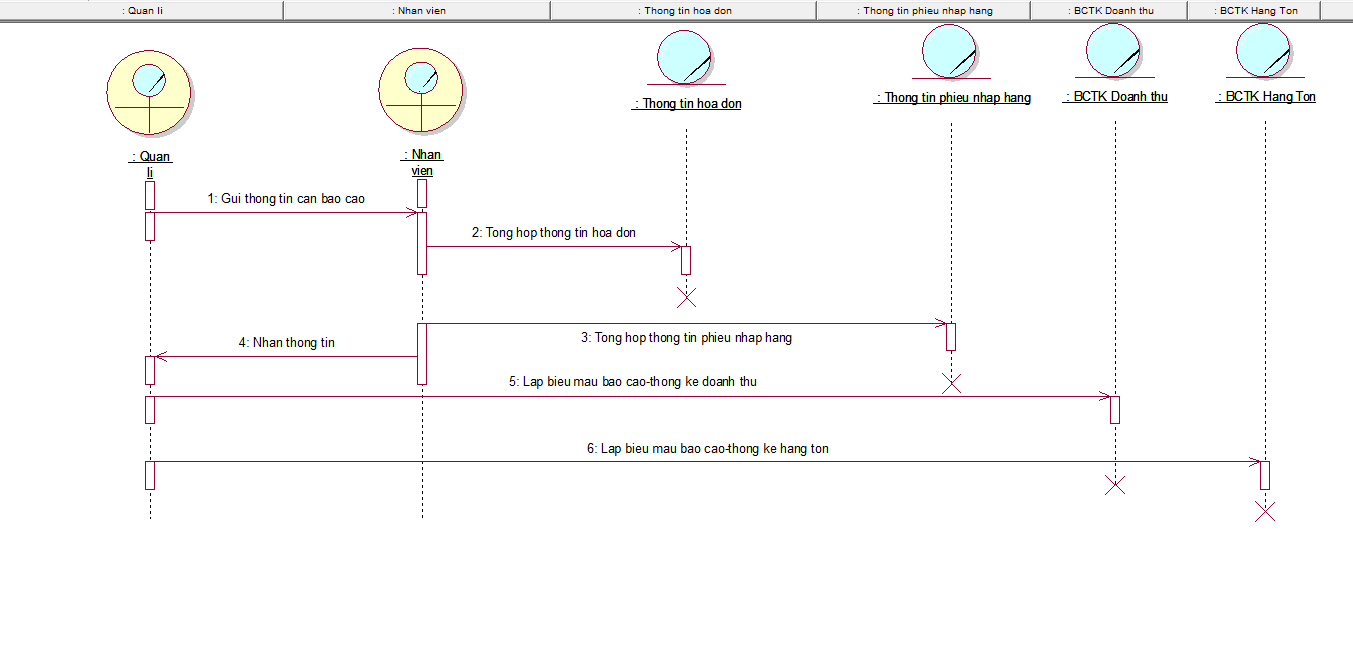 : Quan li
: Nhan vien
: Thong tin hoa don
: Thong tin phieu nhap hang
: BCTK Doanh thu
: BCTK Hang Ton
: Quan
li
: Nhan
vien
: Thong tin hoa don
: Thong tin phieu nhap hang
: BCTK Doanh thu
: BCTK Hang Ton
1: Gui thong tin can bao cao
2: Tong hop thong tin hoa don
3: Tong hop thong tin phieu nhap hang
4: Nhan thong tin
5: Lap bieu mau bao cao-thong ke doanh thu
6: Lap bieu mau bao cao-thong ke hang ton